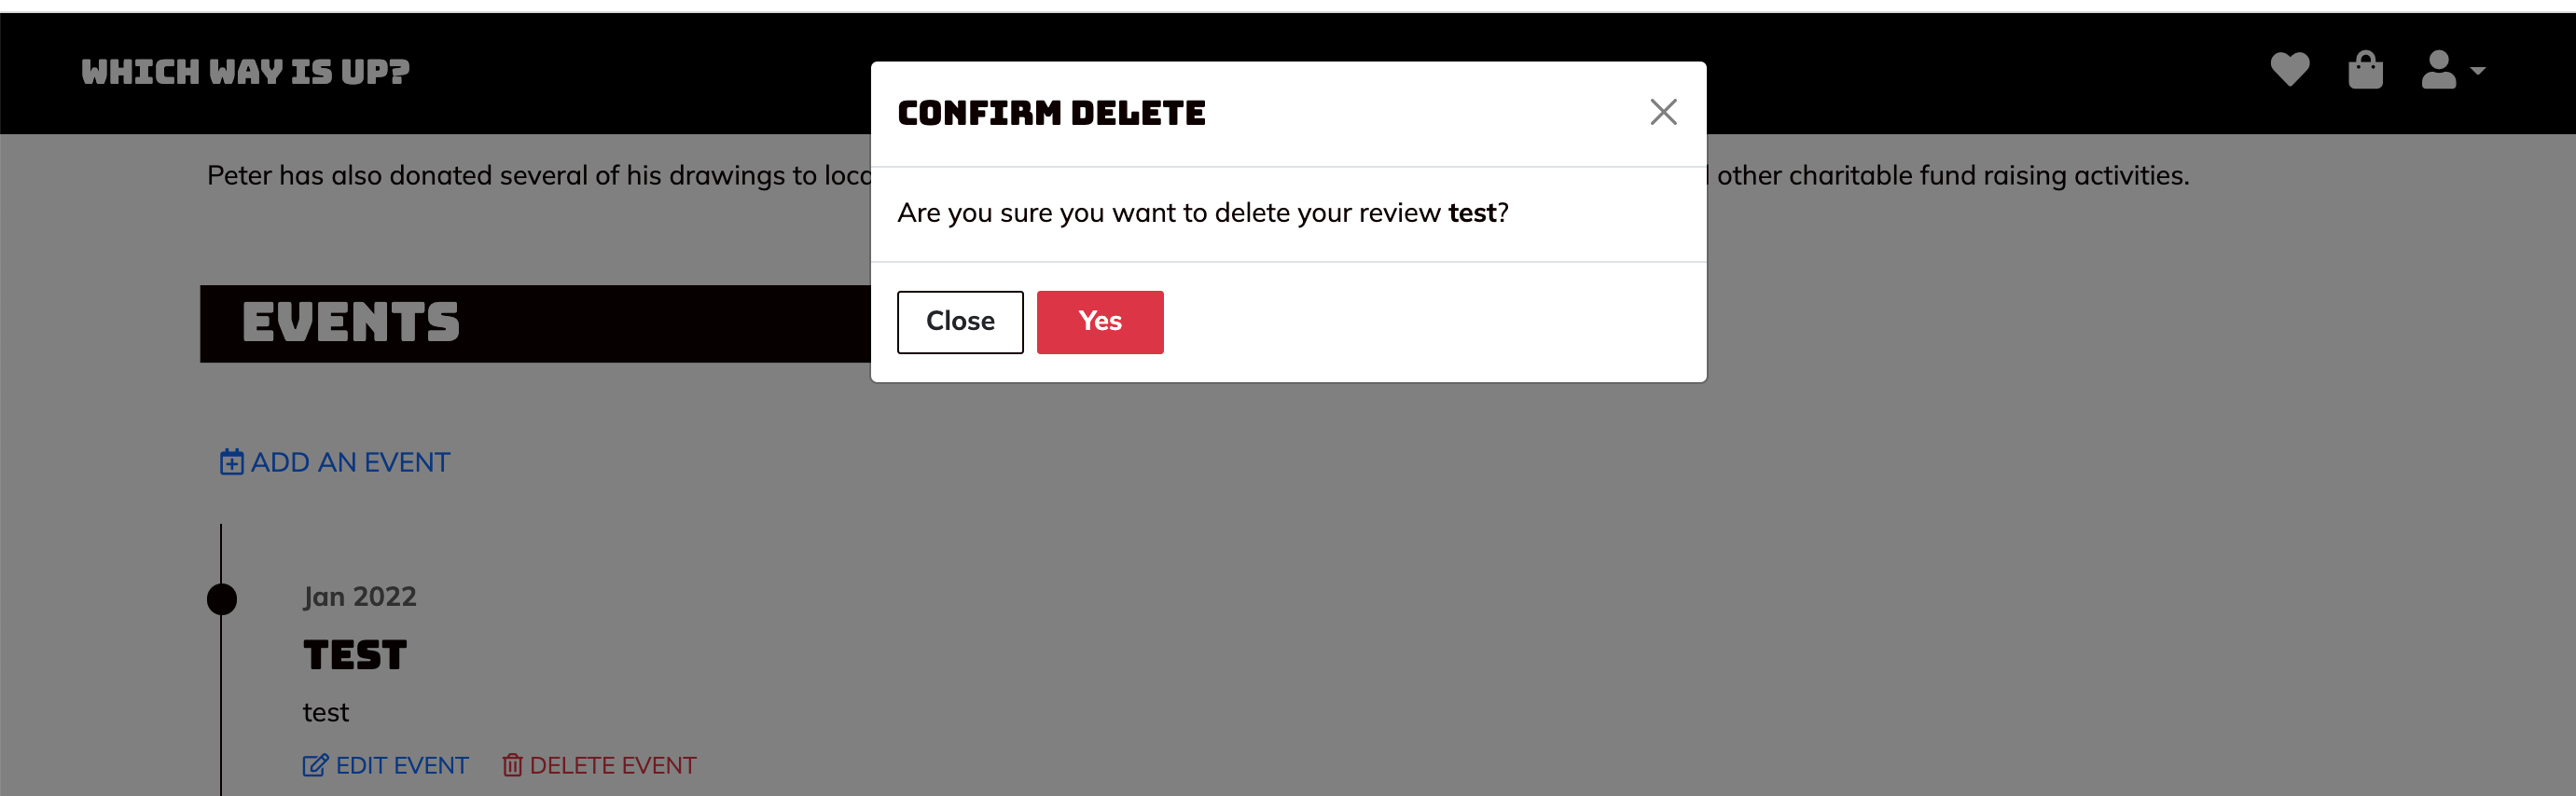 WHICH WAY IS UP?
CONFIRM DELETE
Peter has also donated several of his drawings to
other charitable fund raising activities.
Are you sure you want to delete your review test?
Close
Yes
EVENTS
ADD AN EVENT
Jan 2022
TEST
test
EDIT EVENT
DELETE EVENT